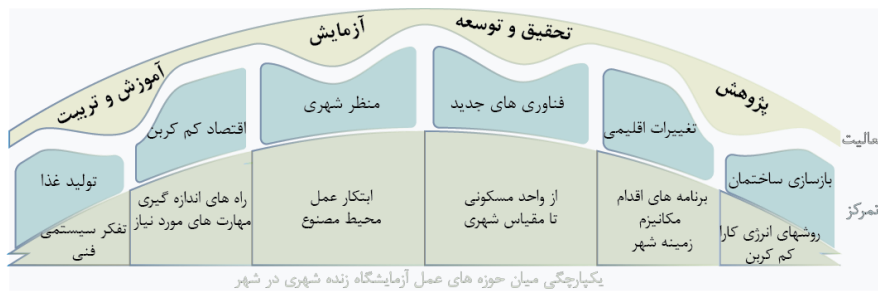 پژوهش
تحقیق و توسعه
آزمایش
آموزش و تربیت
بازسازی ساختمان
تغییرات اقلیمی
فناوری های جدید
منظر شهری
اقتصاد کم کربن
تولید غذا
روشهای انرژی کارا
کم کربن
برنامه های اقدام
مکانیزم
زمینه شهر
از واحد مسکونی
تا مقیاس شهری
ابتکار عمل
محیط مصنوع
راه های اندازه گیری
مهارت های مورد نیاز
تفکر سیستمی
فنی
عالیت
تمرکز
یکپارچگی میان حوزه های عمل آزمایشگاه زنده شهری در شهر